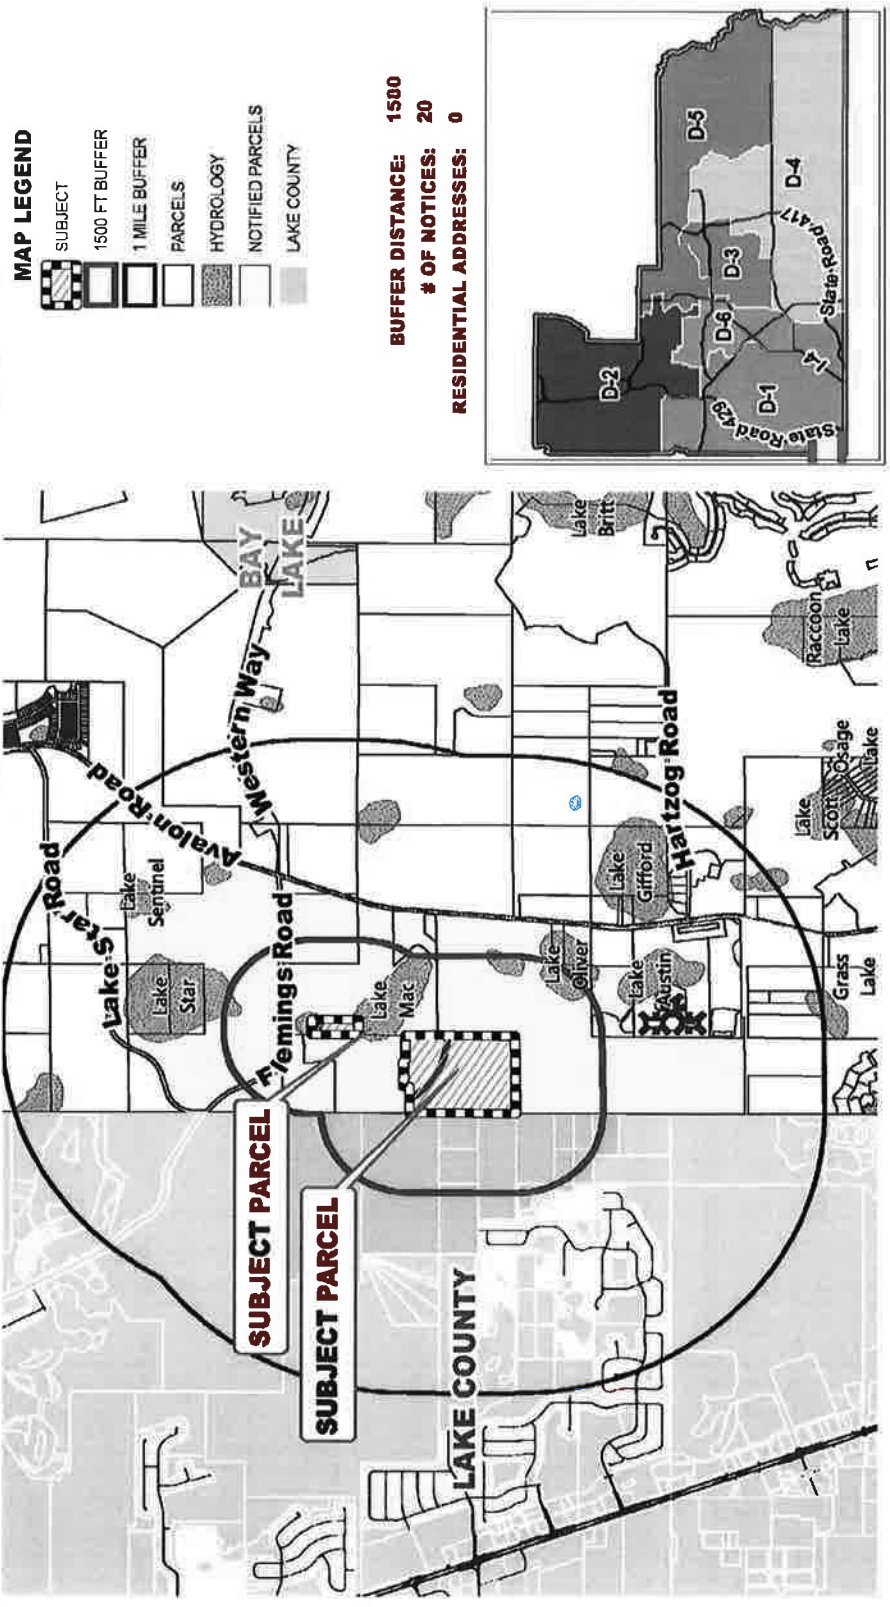 MAP LEGEND
SUBJECT
1500 FT BUFFER
1 MILE BUFFER
PARCELS
HYDROLOGY
NOTIFIED PARCELS
LAKE COUNTY
BUFFER DISTANCE: 1500
# OF NOTICES: 20
RESIDENTIAL ADDRESSES: 0
D-2
D-5
D-3
D-6
D-4
D-1
State Road 429
State Road 417
I-4
State Road
SUBJECT PARCEL
SUBJECT PARCEL
LAKE COUNTY
BAY
LAKE
Lake Star Road
Avalon Road
Western Way
Flemings Road
Hartzog Road
Lake
Sentinel
Lake
Star
Lake
Mac
Lake
Oliver
Lake
Gifford
Lake
Austin
Grass
Lake
Lake
Britt
Raccoon
Lake
Lake
Scott
Osage
Lake